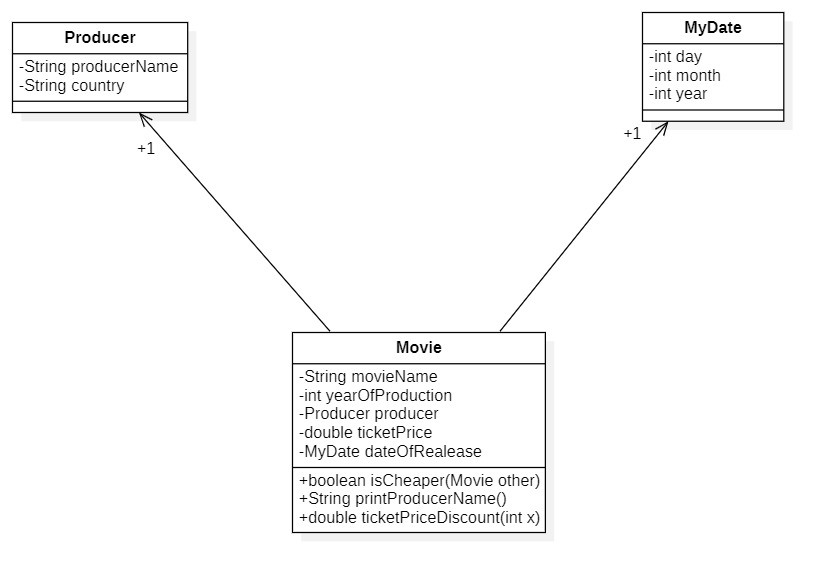 Producer
-String producerName
-String country
MyDate
-int day
-int month
-int year
+1
+1
Movie
-String movieName
-int yearOfProduction
-Producer producer
-double ticketPrice
-MyDate dateOfRealease
+boolean isCheaper(Movie other)
+String printProducerName()
+double ticketPriceDiscount(int x)